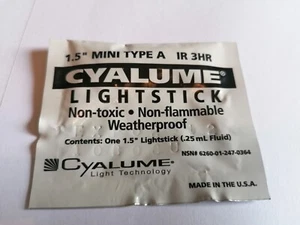 1.5" MINI TYPE A IR 3HR
CYALUME®
LIGHTSTICK
Non-toxic • Non-flammable
Weatherproof
Contents: One 1.5" Lightstick (.25 mL Fluid)
NSN# 6260-01-247-0364
CYALUME®
Light Technology
MADE IN THE U.S.A.